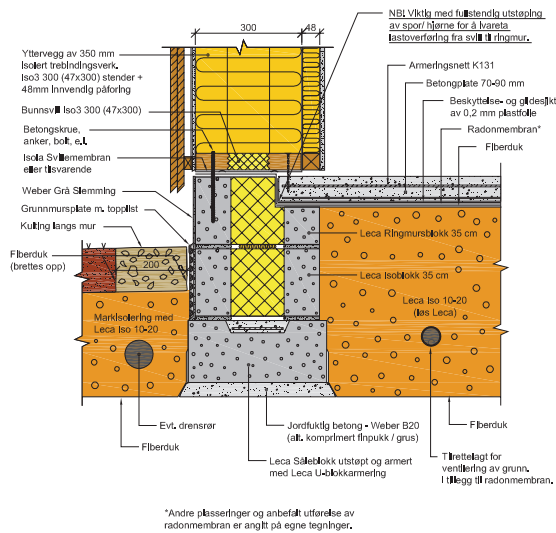 300
48
NB! Viktig med fullstendig utstøping
av spor/ hjørne for å ivareta
lastoverføring fra svill til ringmur.
Yttervegg av 350 mm
isolert trebindingsverk.
Iso3 300 (47x300) stender +
48mm innvendig påforing
Bunnsvill Iso3 300 (47x300)
Betongskrue,
anker, bolt, e.l.
Isola Svillemembran
eller tilsvarende
Weber Grå Slemming
Grunnmursplate m. topplist
Kulting langs mur
Fiberduk
(brettes opp)
200
Markisolering med
Leca Iso 10-20
Evt. drensrør
Fiberduk
Armeringsnett K131
Betongplate 70-90 mm
Beskyttelse- og glidesjikt
av 0,2 mm plastfolie
Radonmembran*
Fiberduk
Leca Ringmursblokk 35 cm
Leca Isoblokk 35 cm
Leca Iso 10-20
(løs Leca)
Jordfuktig betong - Weber B20
(alt. komprimert finpukk / grus)
Leca Såleblokk utstøpt og armert
med Leca U-blokkarmering
Fiberduk
Tilrettelagt for
ventilering av grunn.
I tillegg til radonmembran.
*Andre plasseringer og anbefalt utførelse av
radonmembran er angitt på egne tegninger.